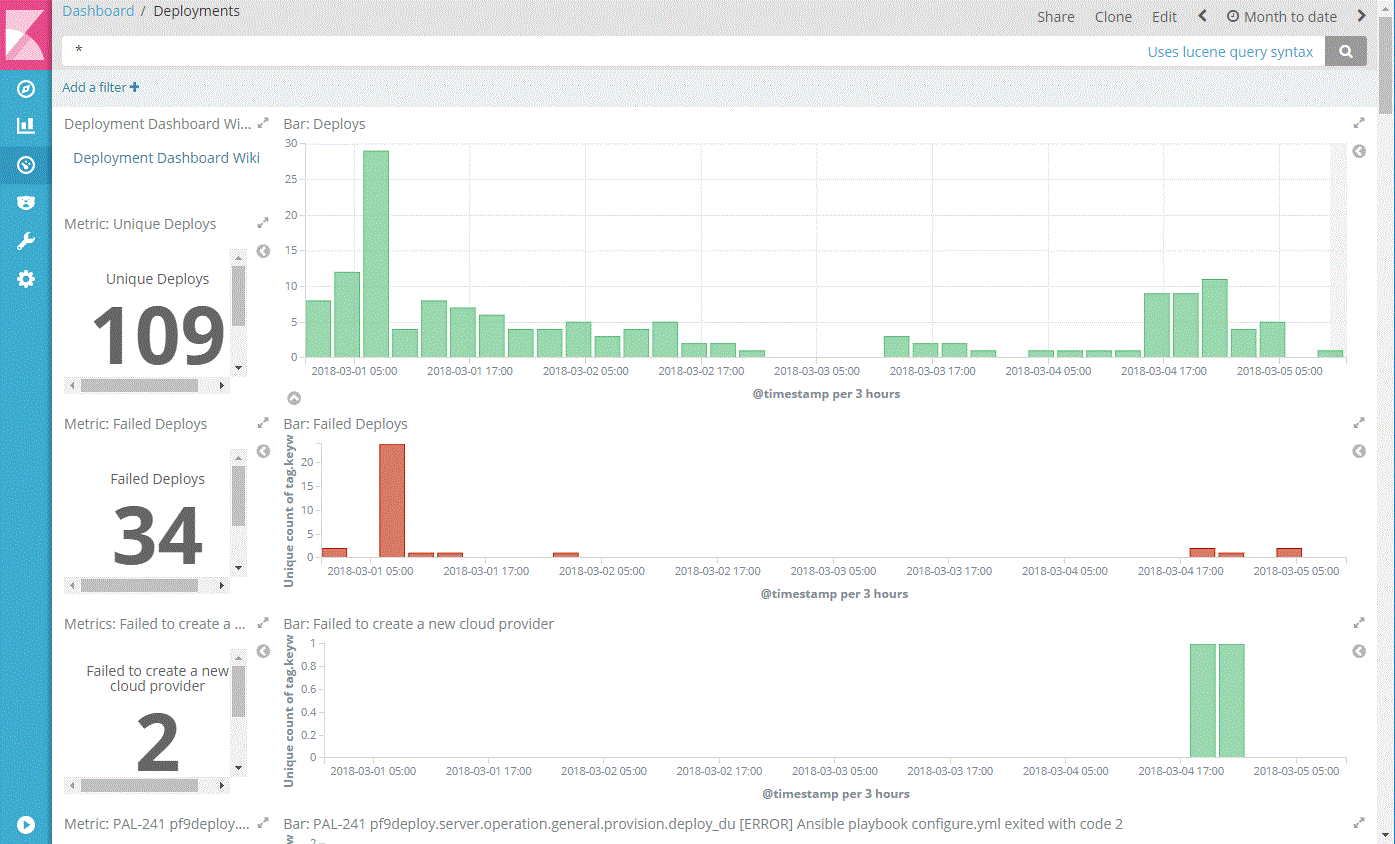 Dashboard / Deployments
Share Clone Edit Month to date
*
Uses lucene query syntax
Add a filter
Deployment Dashboard Wi...
Deployment Dashboard Wiki
Bar: Deploys
30
25
20
15
10
5
0
2018-03-01 05:00 2018-03-01 17:00 2018-03-02 05:00 2018-03-02 17:00 2018-03-03 05:00 2018-03-03 17:00 2018-03-04 05:00 2018-03-04 17:00 2018-03-05 05:00
@timestamp per 3 hours
Metric: Unique Deploys
Unique Deploys
109
Metric: Failed Deploys
Failed Deploys
34
Bar: Failed Deploys
Unique count of tag.keyw
20
15
10
5
0
2018-03-01 05:00 2018-03-01 17:00 2018-03-02 05:00 2018-03-02 17:00 2018-03-03 05:00 2018-03-03 17:00 2018-03-04 05:00 2018-03-04 17:00 2018-03-05 05:00
@timestamp per 3 hours
Metrics: Failed to create a ...
Failed to create a new
cloud provider
2
Bar: Failed to create a new cloud provider
Unique count of tag.keyw
1
0.8
0.6
0.4
0.2
0
2018-03-01 05:00 2018-03-01 17:00 2018-03-02 05:00 2018-03-02 17:00 2018-03-03 05:00 2018-03-03 17:00 2018-03-04 05:00 2018-03-04 17:00 2018-03-05 05:00
@timestamp per 3 hours
Metric: PAL-241 pf9deploy....
Bar: PAL-241 pf9deploy.server.operation.general.provision.deploy_du [ERROR] Ansible playbook configure.yml exited with code 2
2